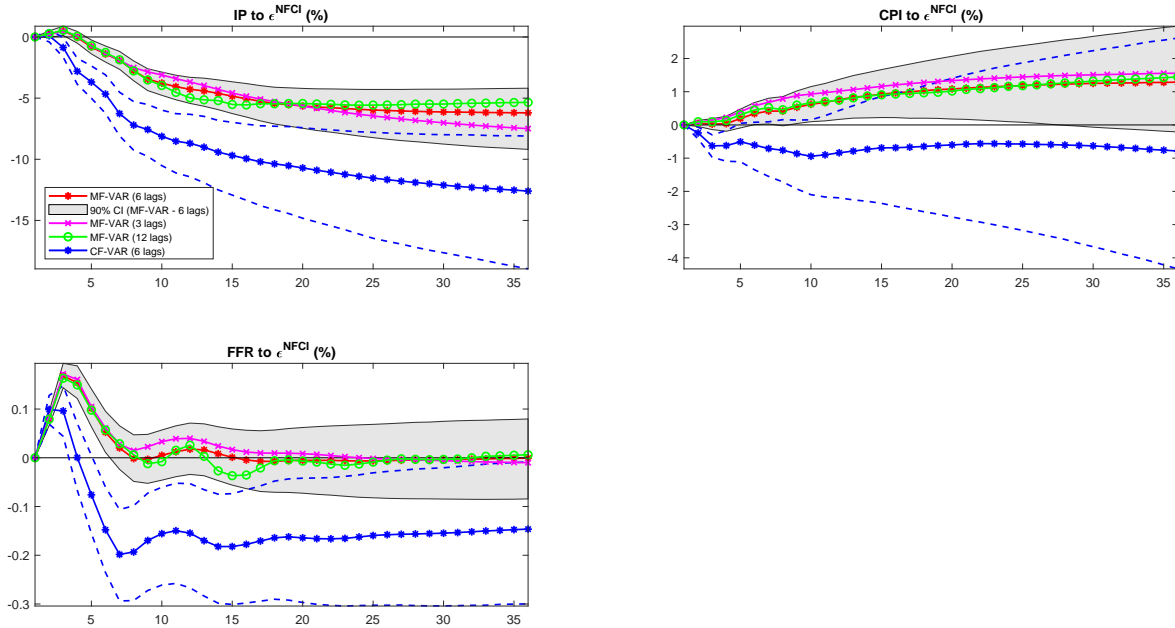 IP to ϵ^NFCI (%)
0
-5
-10
-15
MF-VAR (6 lags)
90% CI (MF-VAR - 6 lags)
MF-VAR (3 lags)
MF-VAR (12 lags)
CF-VAR (6 lags)
5 10 15 20 25 30 35
CPI to ϵ^NFCI (%)
2
1
0
-1
-2
-3
-4
5 10 15 20 25 30 35
FFR to ϵ^NFCI (%)
0.1
0
-0.1
-0.2
-0.3
5 10 15 20 25 30 35